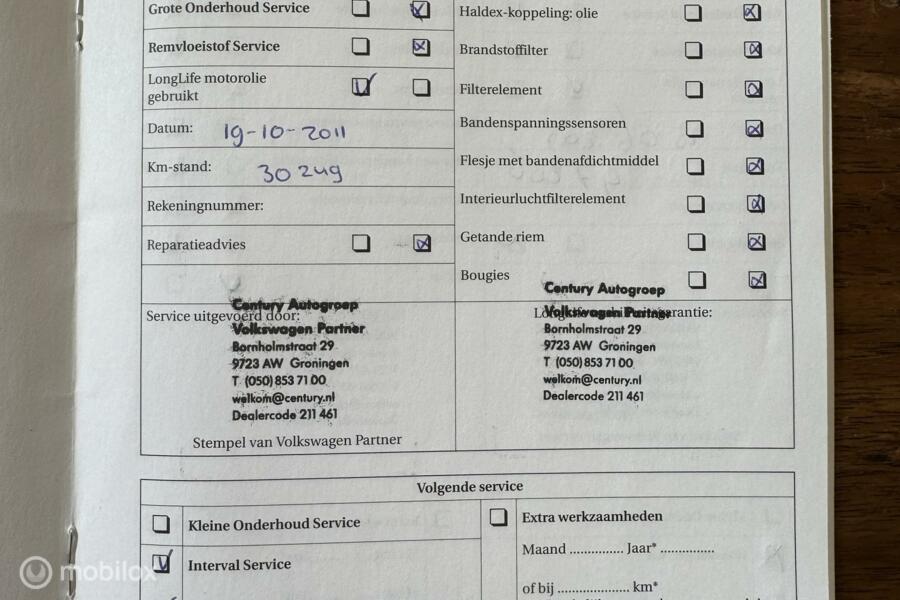 Grote Onderhoud Service
Remvloeistof Service
LongLife motorolie
gebruikt
Datum: 19-10-2011
Km-stand: 30249
Rekeningnummer:
Reparatieadvies
Haldex-koppeling: olie
Brandstoffilter
Filterelement
Bandenspanningssensoren
Flesje met bandenafdichtmiddel
Interieurluchtfilterelement
Getande riem
Bougies
Service uitgevoerd door:
Century Autogroep
Volkswagen Partner
Bornholmstraat 29
9723 AW Groningen
T (050) 853 71 00
welkom@century.nl
Dealercode 211 461
Stempel van Volkswagen Partner
Century Autogroep
Volkswagen Partner
Bornholmstraat 29
9723 AW Groningen
T (050) 853 71 00
welkom@century.nl
Dealercode 211 461
Volgende service
Kleine Onderhoud Service
Interval Service
Extra werkzaamheden
Maand .............. Jaar* ..............
of bij ...................... km*
mobilox